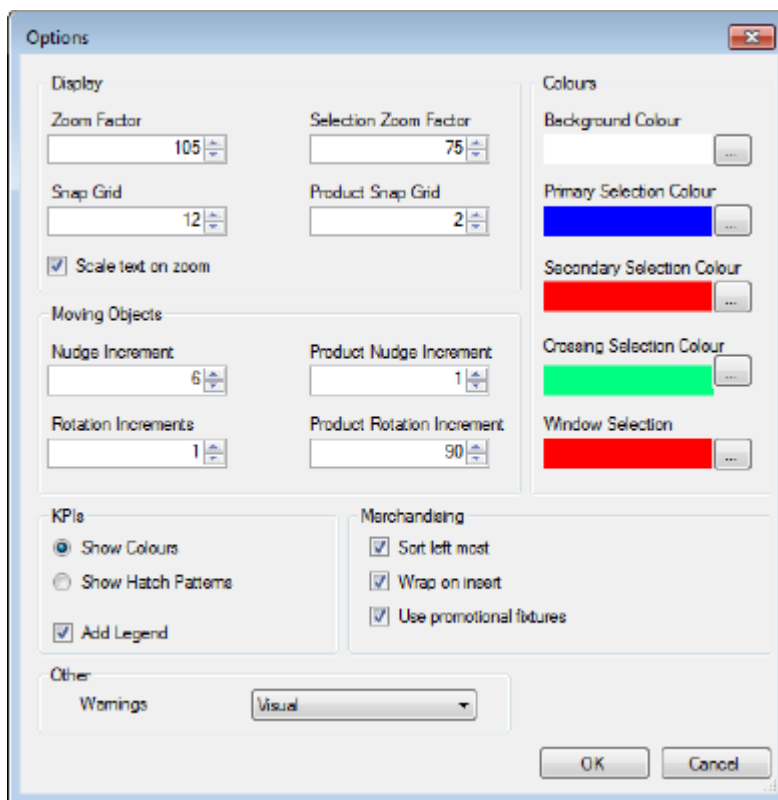 Options
Display
Zoom Factor
105
Selection Zoom Factor
75
Snap Grid
12
Product Snap Grid
2
Scale text on zoom
Moving Objects
Nudge Increment
6
Product Nudge Increment
1
Rotation Increments
1
Product Rotation Increment
90
Colours
Background Colour
...
Primary Selection Colour
...
Secondary Selection Colour
...
Crossing Selection Colour
...
Window Selection
...
KPIs
Show Colours
Show Hatch Patterns
Add Legend
Merchandising
Sort left most
Wrap on insert
Use promotional fixtures
Other
Warnings
Visual
OK
Cancel